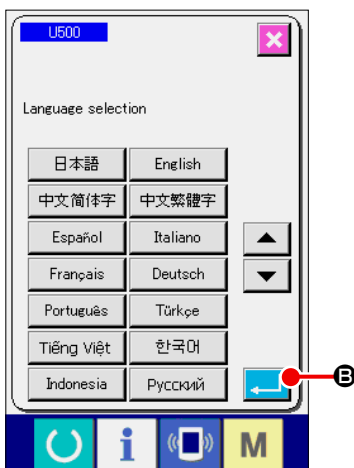 U500
Language selection
日本語 English
中文简体字 中文繁體字
Español Italiano
Français Deutsch
Português Türkçe
Tiếng Việt 한국어
Indonesia Русский
B
i M